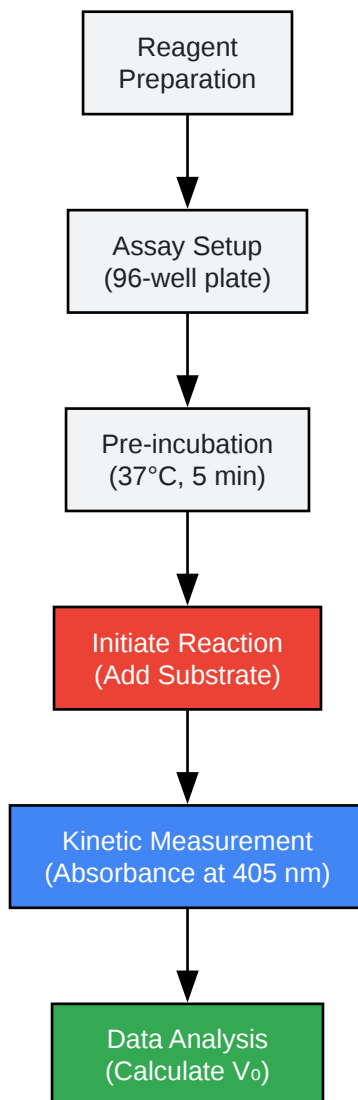 Reagent
Preparation
Assay Setup
(96-well plate)
Pre-incubation
(37°C, 5 min)
Initiate Reaction
(Add Substrate)
Kinetic Measurement
(Absorbance at 405 nm)
Data Analysis
(Calculate V₀)